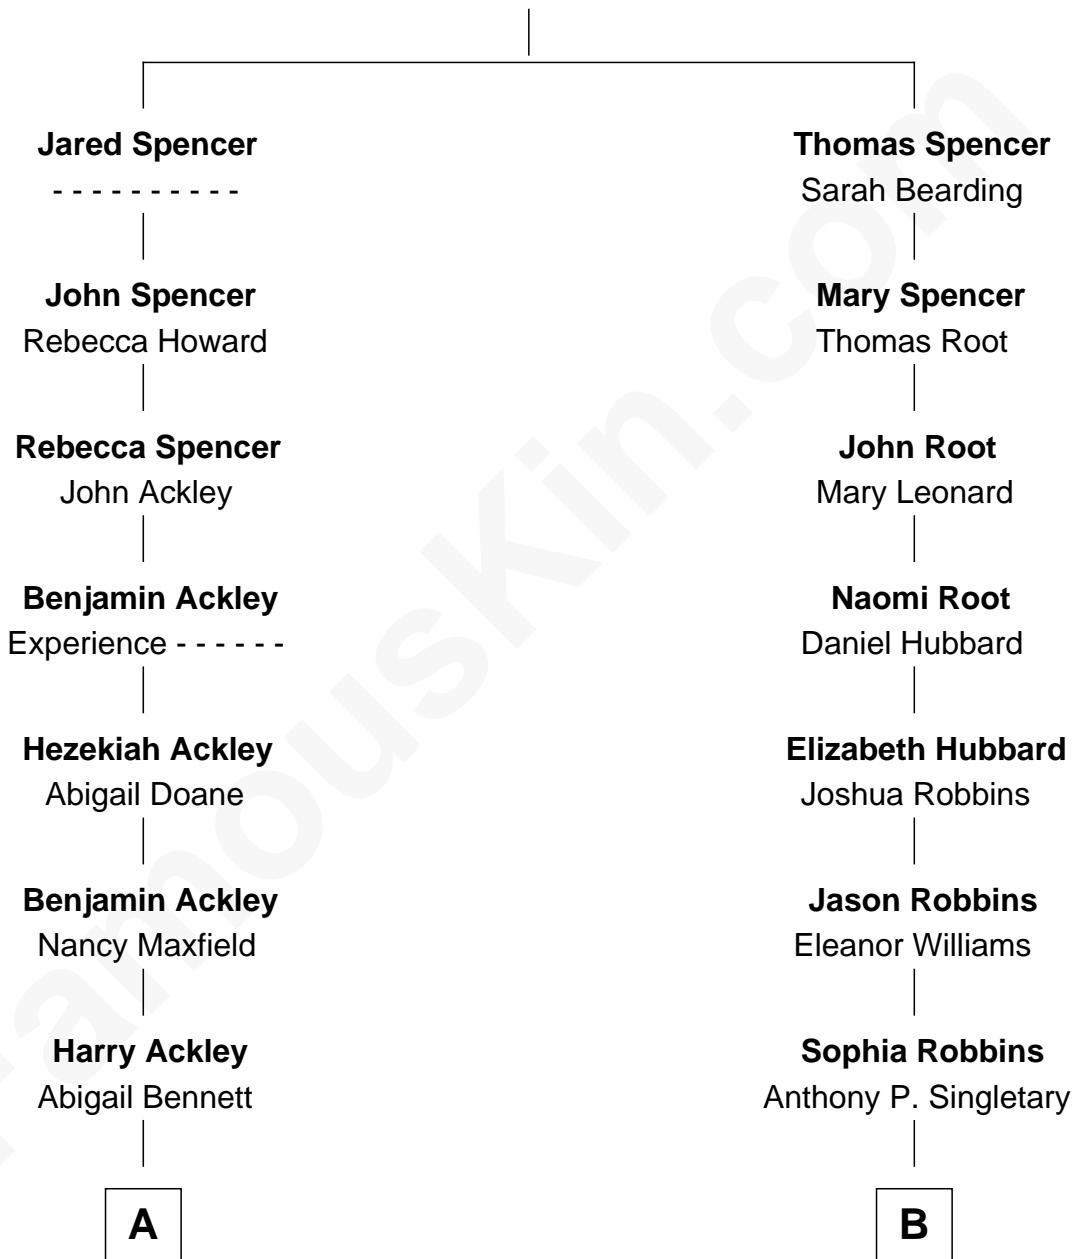 Jared Spencer
- - - - - - - - - -
John Spencer
Rebecca Howard
Rebecca Spencer
John Ackley
Benjamin Ackley
Experience - - - - - -
Hezekiah Ackley
Abigail Doane
Benjamin Ackley
Nancy Maxfield
Harry Ackley
Abigail Bennett
A
Thomas Spencer
Sarah Bearding
Mary Spencer
Thomas Root
John Root
Mary Leonard
Naomi Root
Daniel Hubbard
Elizabeth Hubbard
Joshua Robbins
Jason Robbins
Eleanor Williams
Sophia Robbins
Anthony P. Singletary
B
FamousKin.com